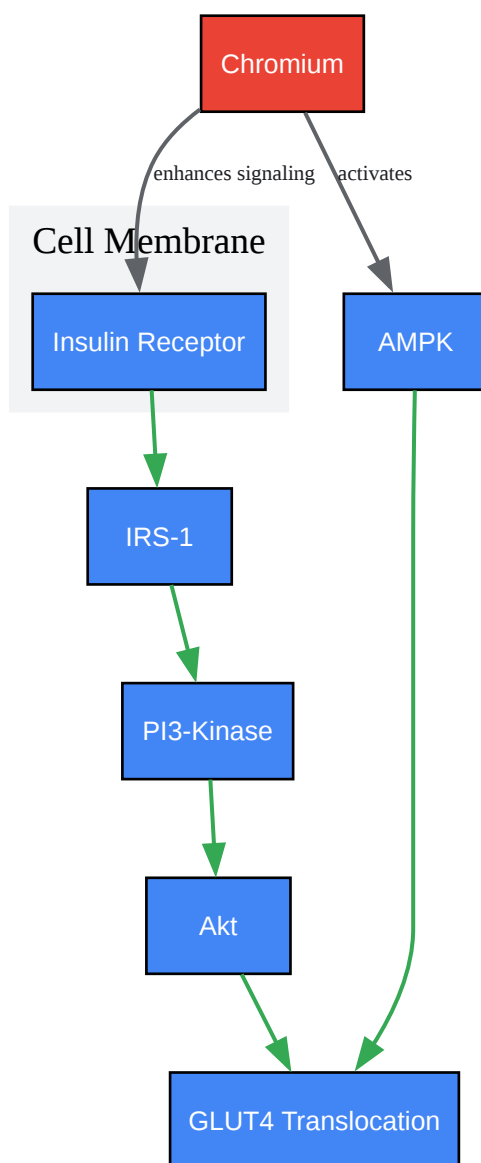 Chromium
enhances signaling
activates
Cell Membrane
Insulin Receptor
AMPK
IRS-1
PI3-Kinase
Akt
GLUT4 Translocation